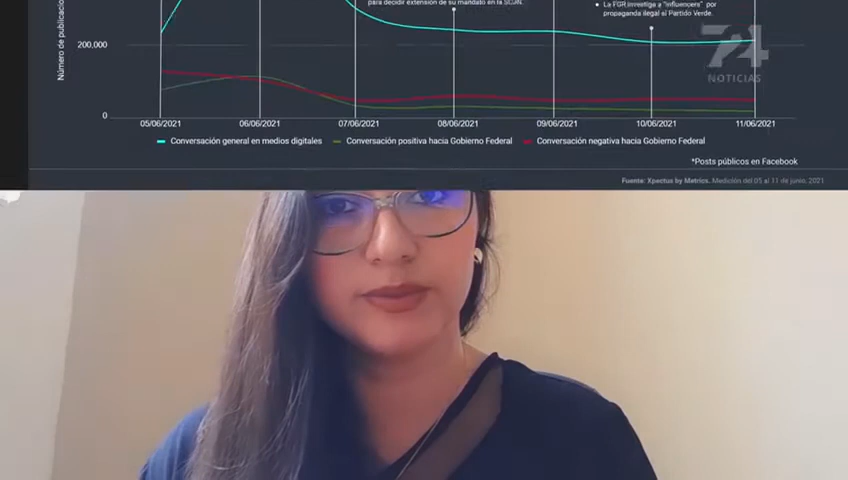 para decidir extensión de su mandato en la SCJN.
La FGR investiga a "influencers" por
propaganda ilegal al Partido Verde.
Número de publicacio
200,000
0
NOTICIAS
05/06/2021 06/06/2021 07/06/2021 08/06/2021 09/06/2021 10/06/2021 11/06/2021
Conversación general en medios digitales Conversación positiva hacia Gobierno Federal Conversación negativa hacia Gobierno Federal
*Posts públicos en Facebook
Fuente: Xpectus by Metrics. Medición del 05 al 11 de junio, 2021